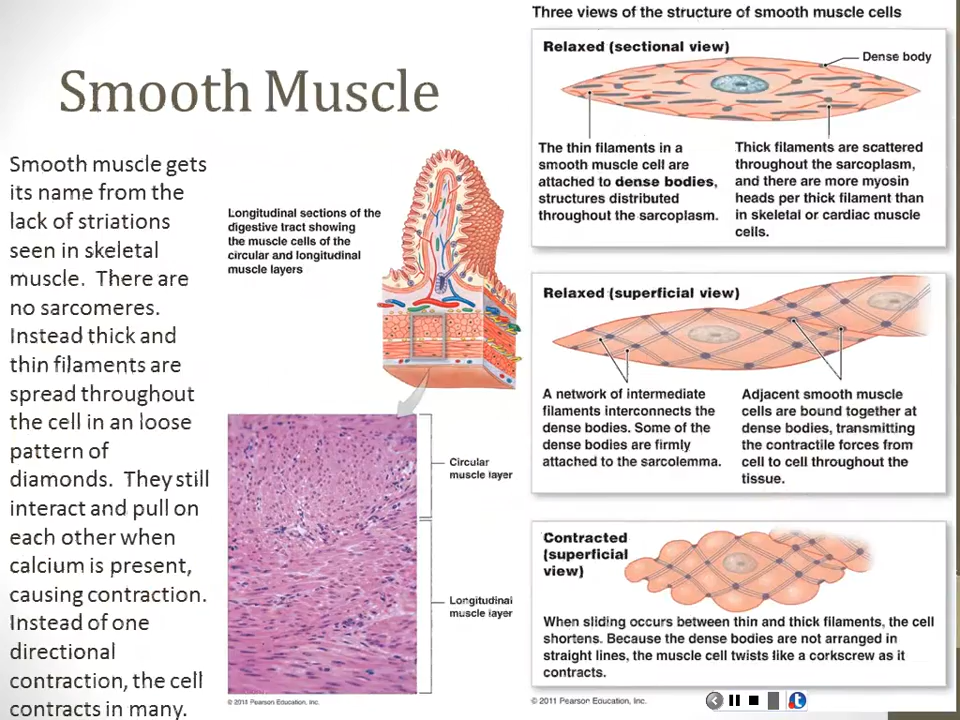 Smooth Muscle
Smooth muscle gets
its name from the
lack of striations
seen in skeletal
muscle. There are
no sarcomeres.
Instead thick and
thin filaments are
spread throughout
the cell in an loose
pattern of
diamonds. They still
interact and pull on
each other when
calcium is present,
causing contraction.
Instead of one
directional
contraction, the cell
contracts in many.
Longitudinal sections of the
digestive tract showing
the muscle cells of the
circular and longitudinal
muscle layers
Circular
muscle layer
Longitudinal
muscle layer
© 2011 Pearson Education, Inc.
Three views of the structure of smooth muscle cells
Relaxed (sectional view)
Dense body
The thin filaments in a
smooth muscle cell are
attached to dense bodies,
structures distributed
throughout the sarcoplasm.
Thick filaments are scattered
throughout the sarcoplasm,
and there are more myosin
heads per thick filament than
in skeletal or cardiac muscle
cells.
Relaxed (superficial view)
A network of intermediate
filaments interconnects the
dense bodies. Some of the
dense bodies are firmly
attached to the sarcolemma.
Adjacent smooth muscle
cells are bound together at
dense bodies, transmitting
the contractile forces from
cell to cell throughout the
tissue.
Contracted
(superficial
view)
When sliding occurs between thin and thick filaments, the cell
shortens. Because the dense bodies are not arranged in
straight lines, the muscle cell twists like a corkscrew as it
contracts.
© 2011 Pearson Education, Inc.